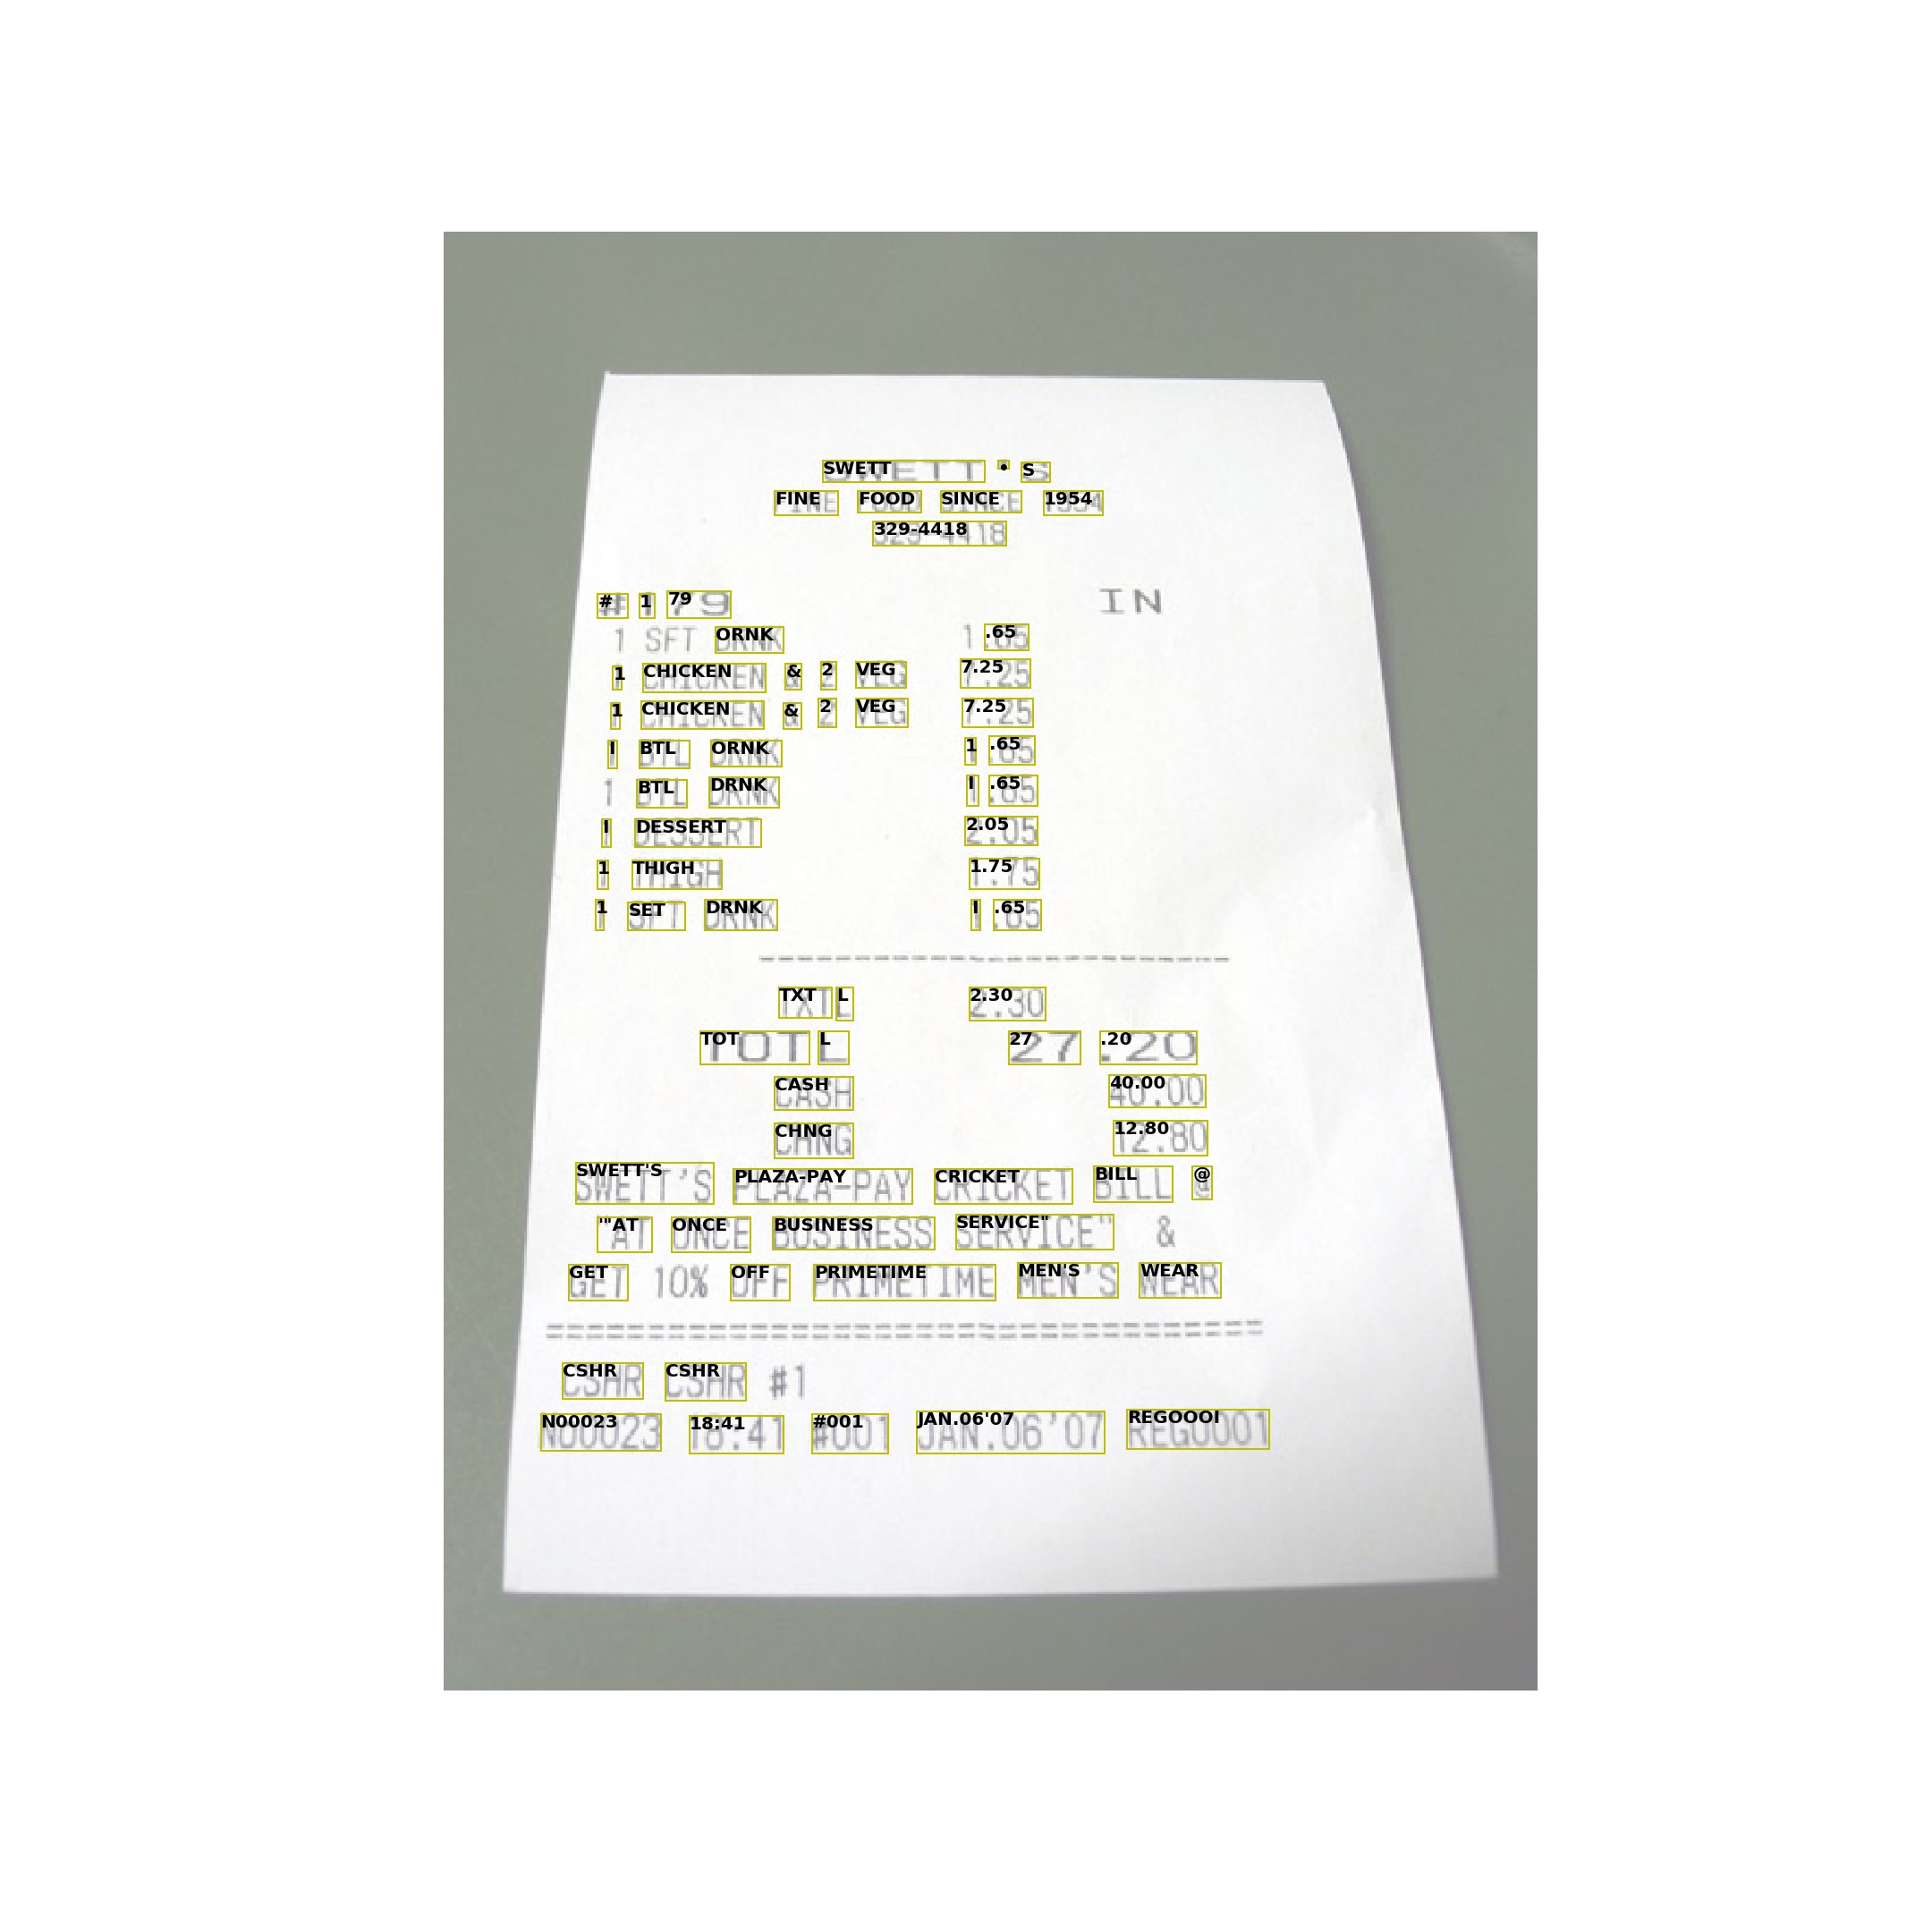 SWETT'S
FINE FOOD SINCE 1954
329-4418
#179 IN
1 SFT DRNK 1.65
1 CHICKEN & 2 VEG 7.25
1 CHICKEN & 2 VEG 7.25
1 BTL DRNK 1.65
1 BTL DRNK 1.65
1 DESSERT 2.05
1 THIGH 1.75
1 SFT DRNK 1.65
TXTL 2.30
TOTL 27.20
CASH 40.00
CHNG 12.80
SWETT'S PLAZA-PAY CRICKET BILL @
"AT ONCE BUSINESS SERVICE" &
GET 10% OFF PRIMETIME MEN'S WEAR
CSHR CSHR #1
N00023 18:41 #001 JAN.06'07 REG0001